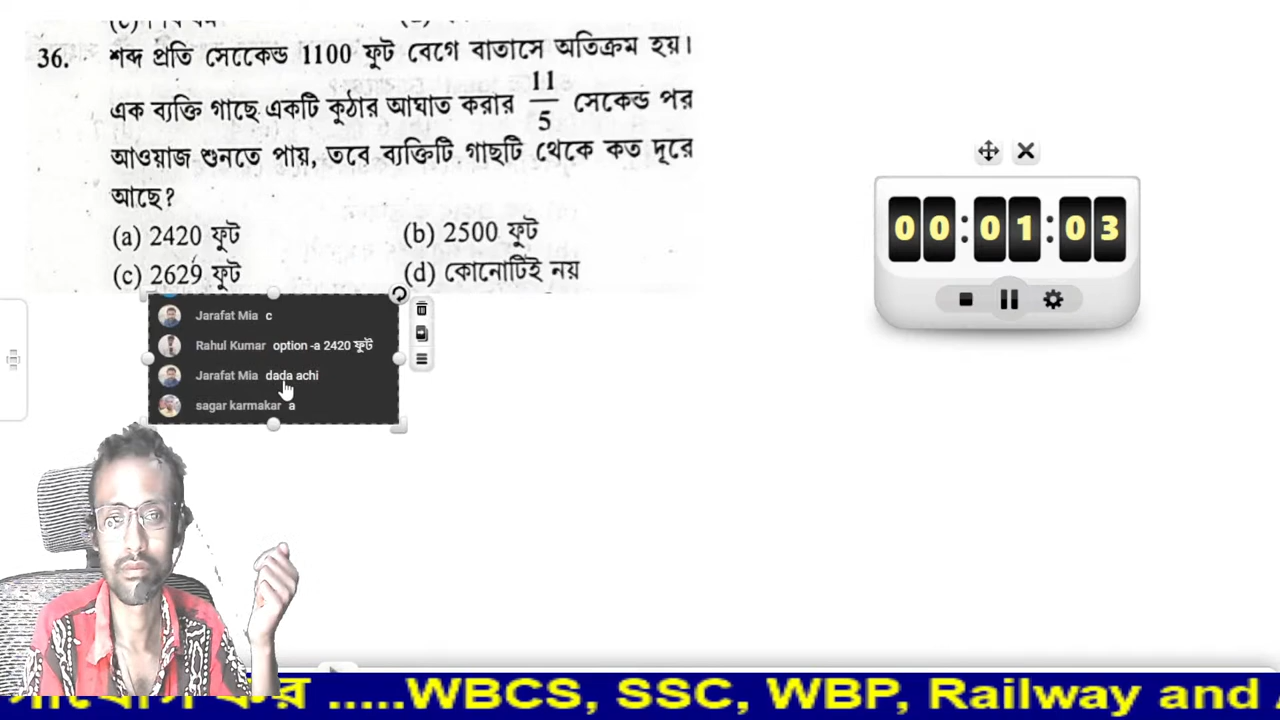 36. শব্দ প্রতি সেকেন্ড 1100 ফুট বেগে বাতাসে অতিক্রম হয়।
এক ব্যক্তি গাছে একটি কুঠার আঘাত করার 11/5 সেকেন্ড পর
আওয়াজ শুনতে পায়, তবে ব্যক্তিটি গাছটি থেকে কত দূরে
আছে?
(a) 2420 ফুট (b) 2500 ফুট
(c) 2629 ফুট (d) কোনোটিই নয়
00:01:03
Jarafat Mia c
Rahul Kumar option -a 2420 ফুট
Jarafat Mia dada achi
sagar karmakar a
.....WBCS, SSC, WBP, Railway and